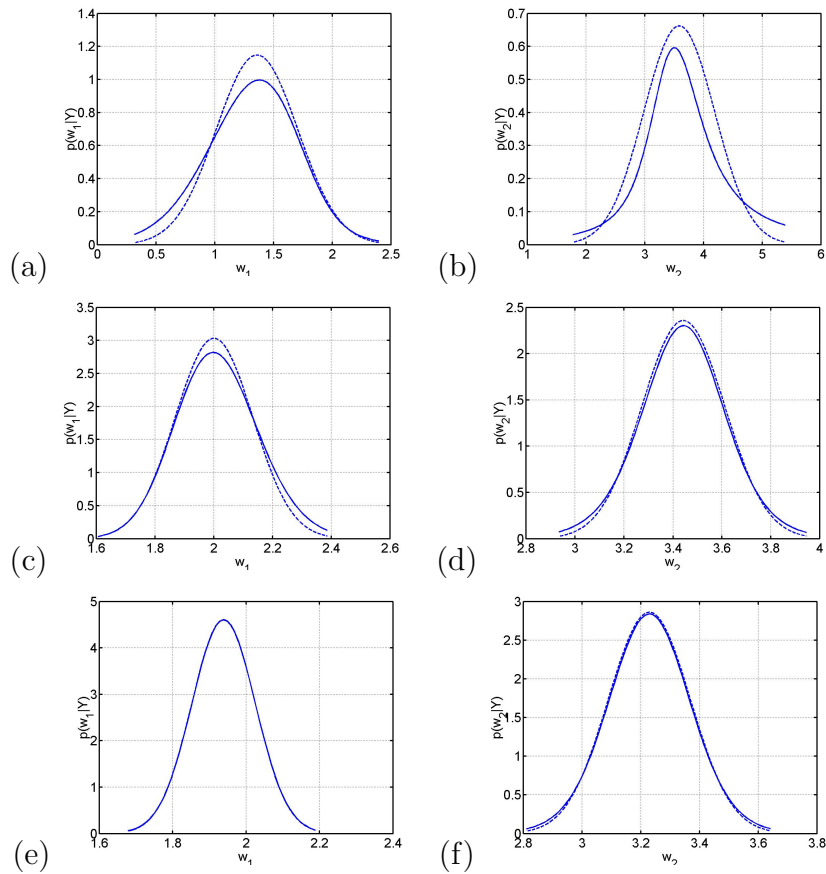 1.4
1.2
1
0.8
0.6
0.4
0.2
0
p(w1|Y)
0 0.5 1 1.5 2 2.5
w1
(a)
0.7
0.6
0.5
0.4
0.3
0.2
0.1
0
p(w2|Y)
1 2 3 4 5 6
w2
(b)
3.5
3
2.5
2
1.5
1
0.5
0
p(w1|Y)
1.6 1.8 2 2.2 2.4 2.6
w1
(c)
2.5
2
1.5
1
0.5
0
p(w2|Y)
2.8 3 3.2 3.4 3.6 3.8 4
w2
(d)
5
4
3
2
1
0
p(w1|Y)
1.6 1.8 2 2.2 2.4
w1
(e)
3
2.5
2
1.5
1
0.5
0
p(w2|Y)
2.8 3 3.2 3.4 3.6 3.8
w2
(f)